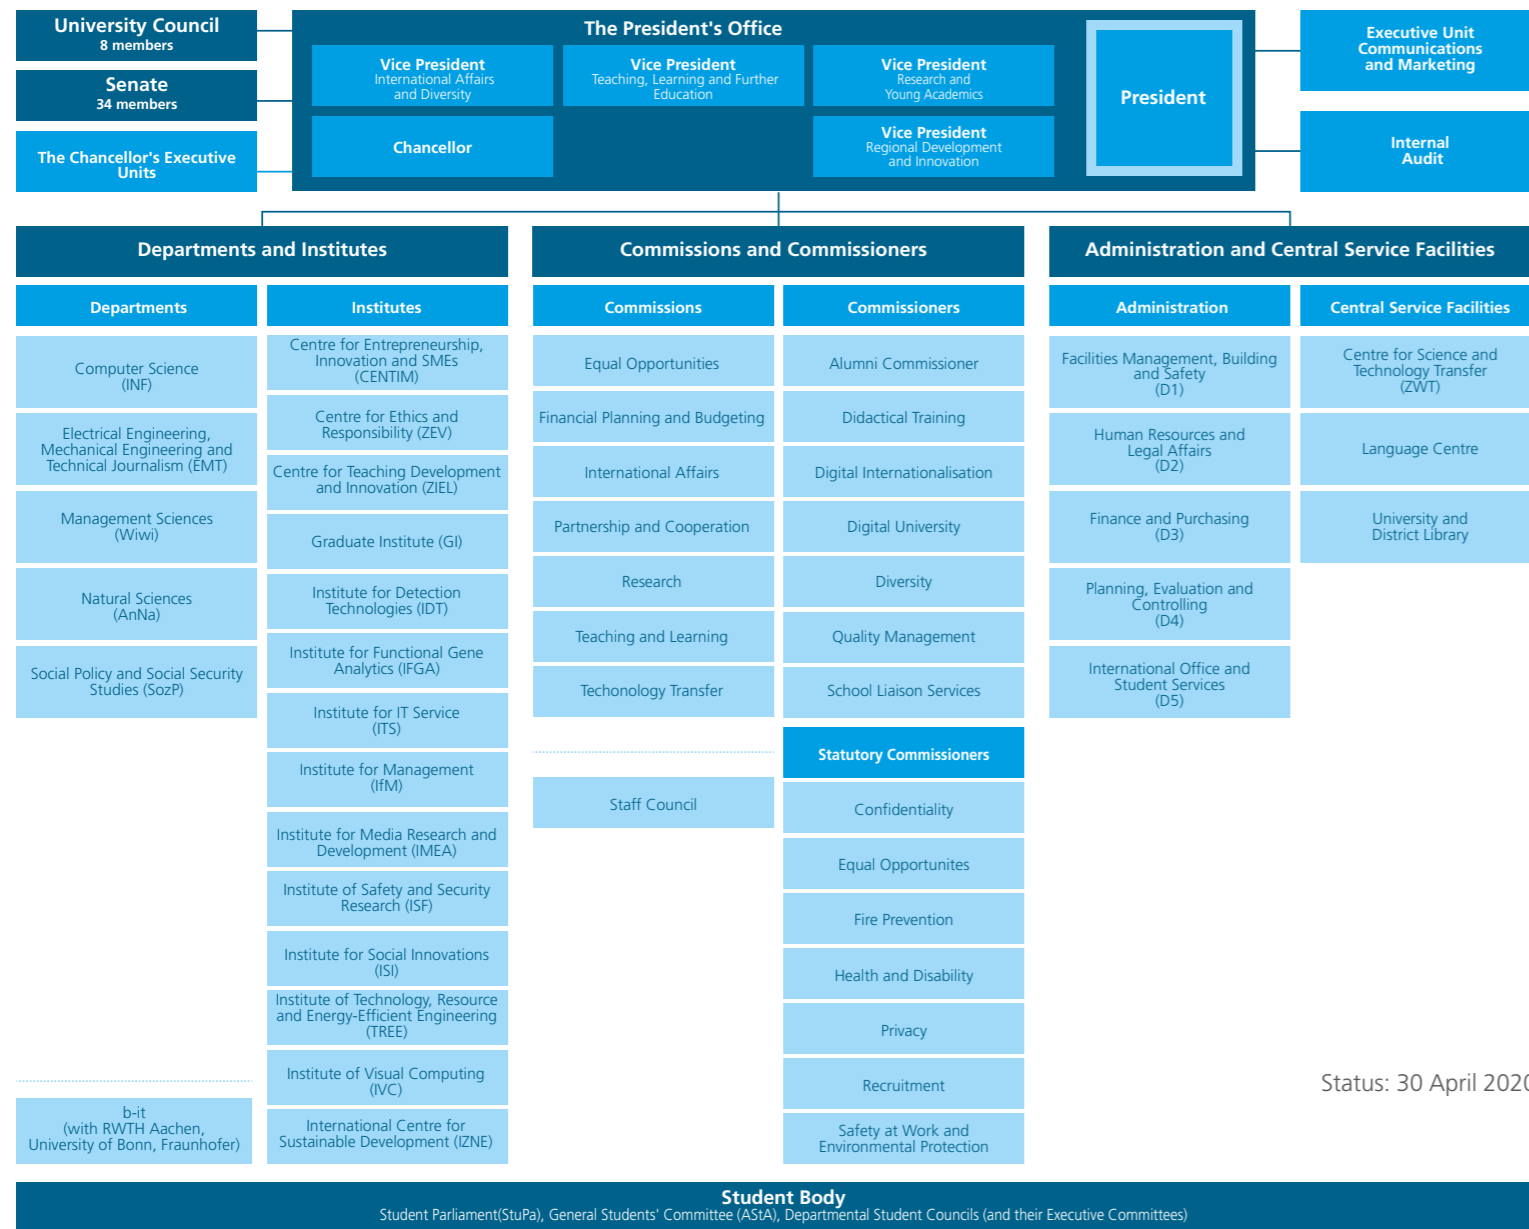 University Council
8 members
Senate
34 members
The Chancellor's Executive
Units
The President's Office
Vice President
International Affairs
and Diversity
Vice President
Teaching, Learning and Further
Education
Vice President
Research and
Young Academics
Chancellor
Vice President
Regional Development
and Innovation
President
Executive Unit
Communications
and Marketing
Internal
Audit
Departments and Institutes
Departments
Computer Science
(INF)
Electrical Engineering,
Mechanical Engineering and
Technical Journalism (EMT)
Management Sciences
(Wiwi)
Natural Sciences
(AnNa)
Social Policy and Social Security
Studies (SozP)
b-it
(with RWTH Aachen,
University of Bonn, Fraunhofer)
Institutes
Centre for Entrepreneurship,
Innovation and SMEs
(CENTIM)
Centre for Ethics and
Responsibility (ZEV)
Centre for Teaching Development
and Innovation (ZIEL)
Graduate Institute (GI)
Institute for Detection
Technologies (IDT)
Institute for Functional Gene
Analytics (IFGA)
Institute for IT Service
(ITS)
Institute for Management
(IfM)
Institute for Media Research and
Development (IMEA)
Institute of Safety and Security
Research (ISF)
Institute for Social Innovations
(ISI)
Institute of Technology, Resource
and Energy-Efficient Engineering
(TREE)
Institute of Visual Computing
(IVC)
International Centre for
Sustainable Development (IZNE)
Commissions and Commissioners
Commissions
Equal Opportunities
Financial Planning and Budgeting
International Affairs
Partnership and Cooperation
Research
Teaching and Learning
Techonology Transfer
Staff Council
Commissioners
Alumni Commissioner
Didactical Training
Digital Internationalisation
Digital University
Diversity
Quality Management
School Liaison Services
Statutory Commissioners
Confidentiality
Equal Opportunites
Fire Prevention
Health and Disability
Privacy
Recruitment
Safety at Work and
Environmental Protection
Administration and Central Service Facilities
Administration
Facilities Management, Building
and Safety
(D1)
Human Resources and
Legal Affairs
(D2)
Finance and Purchasing
(D3)
Planning, Evaluation and
Controlling
(D4)
International Office and
Student Services
(D5)
Central Service Facilities
Centre for Science and
Technology Transfer
(ZWT)
Language Centre
University and
District Library
Status: 30 April 2020
Student Body
Student Parliament(StuPa), General Students' Committee (AStA), Departmental Student Councils (and their Executive Committees)